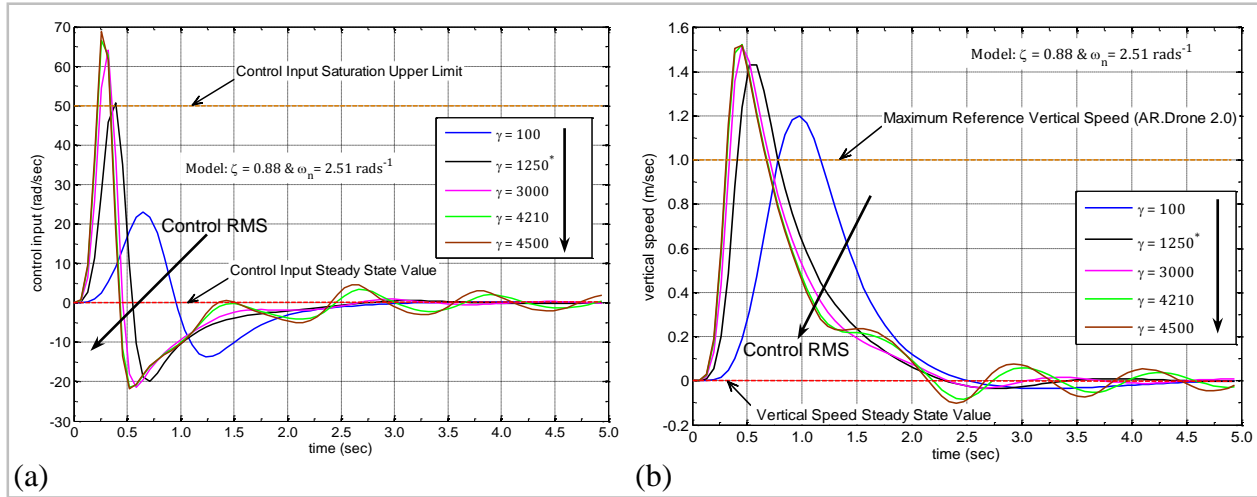 70
60
50
40
30
20
10
0
-10
-20
-30
control input (rad/sec)
Control Input Saturation Upper Limit
Model: ζ = 0.88 & ωn = 2.51 rads-1
Control RMS
Control Input Steady State Value
γ = 100
γ = 1250*
γ = 3000
γ = 4210
γ = 4500
0 0.5 1.0 1.5 2.0 2.5 3.0 3.5 4.0 4.5 5.0
time (sec)
(a)
1.6
1.4
1.2
1.0
0.8
0.6
0.4
0.2
0
-0.2
vertical speed (m/sec)
Model: ζ = 0.88 & ωn = 2.51 rads-1
Maximum Reference Vertical Speed (AR.Drone 2.0)
γ = 100
γ = 1250*
γ = 3000
γ = 4210
γ = 4500
Control RMS
Vertical Speed Steady State Value
0 0.5 1.0 1.5 2.0 2.5 3.0 3.5 4.0 4.5 5.0
time (sec)
(b)